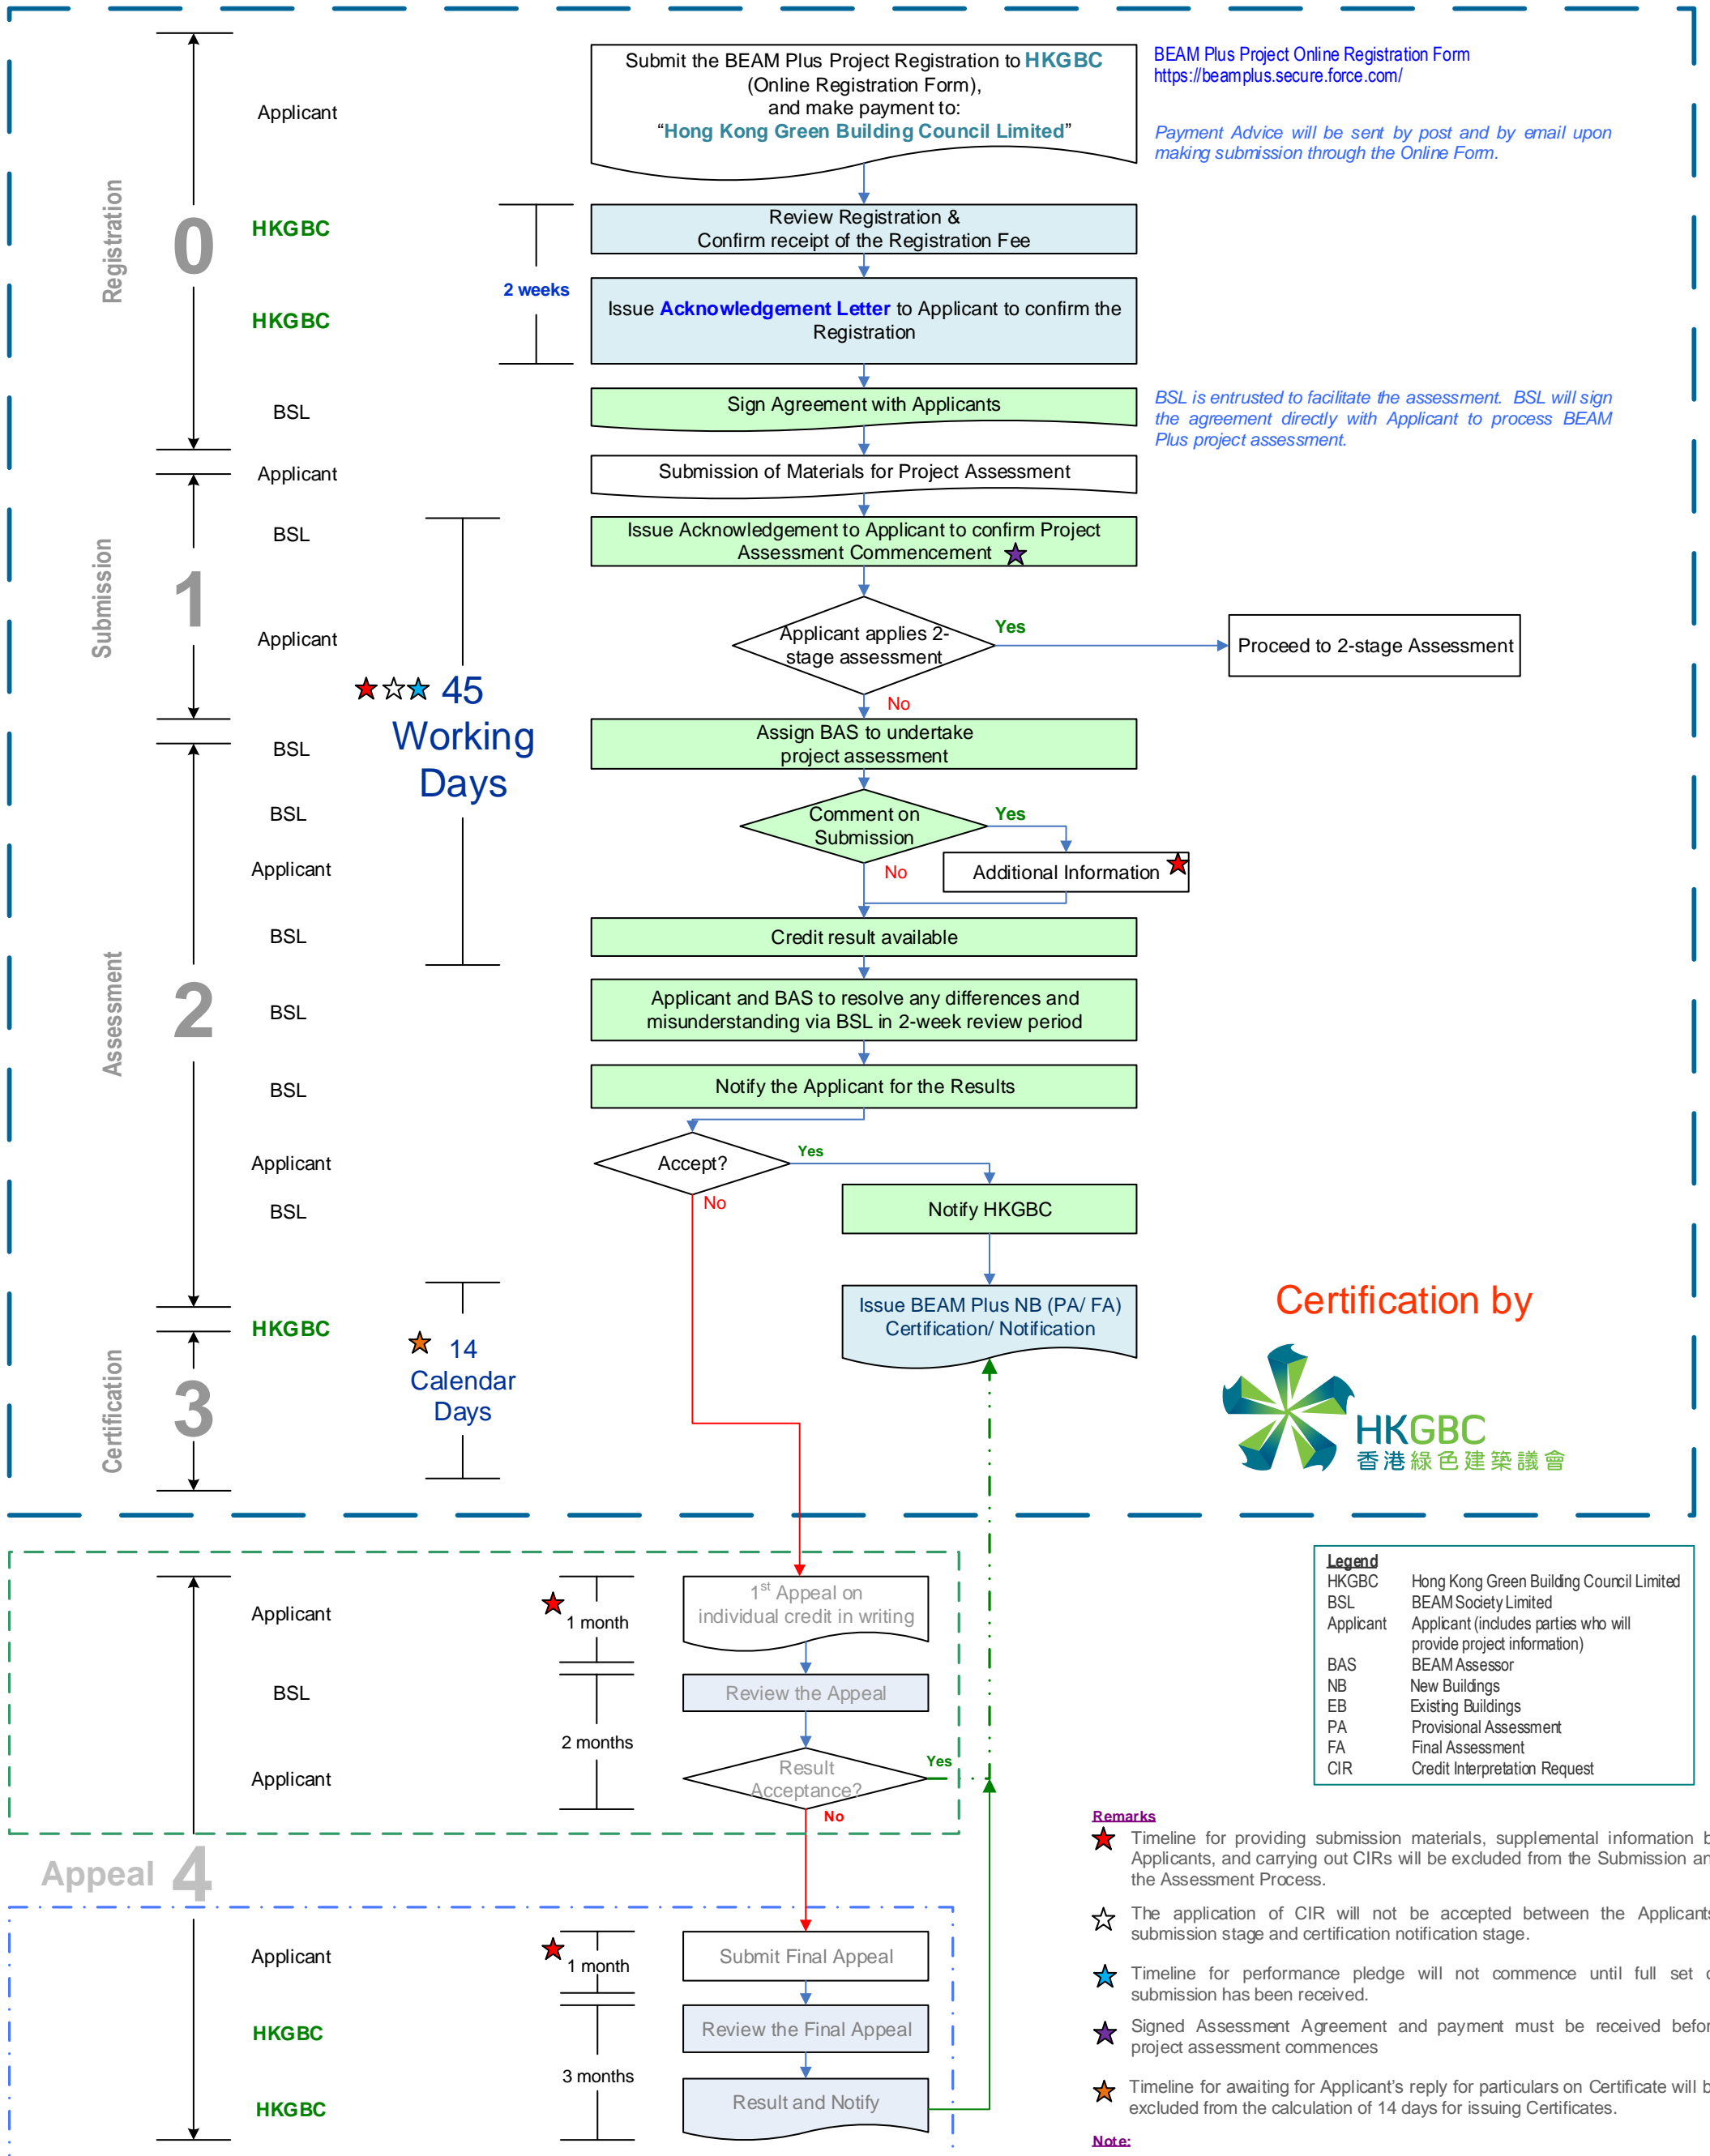 Submit the BEAM Plus Project Registration to HKGBC
(Online Registration Form),
and make payment to:
“Hong Kong Green Building Council Limited”
BEAM Plus Project Online Registration Form
https://beamplus.secure.force.com/
Payment Advice will be sent by post and by email upon
making submission through the Online Form.
Applicant
Registration
0
HKGBC
Review Registration &
Confirm receipt of the Registration Fee
2 weeks
HKGBC
Issue Acknowledgement Letter to Applicant to confirm the
Registration
BSL
Sign Agreement with Applicants
BSL is entrusted to facilitate the assessment. BSL will sign
the agreement directly with Applicant to process BEAM
Plus project assessment.
Applicant
Submission of Materials for Project Assessment
Submission
1
BSL
Issue Acknowledgement to Applicant to confirm Project
Assessment Commencement
Applicant
Applicant applies 2-
stage assessment
Yes
Proceed to 2-stage Assessment
No
45
Working
Days
BSL
Assign BAS to undertake
project assessment
BSL
Comment on
Submission
Yes
Applicant
No
Additional Information
Assessment
2
BSL
Credit result available
BSL
Applicant and BAS to resolve any differences and
misunderstanding via BSL in 2-week review period
BSL
Notify the Applicant for the Results
Applicant
Accept?
Yes
No
BSL
Notify HKGBC
Certification
3
HKGBC
14
Calendar
Days
Issue BEAM Plus NB (PA/ FA)
Certification/ Notification
Certification by
HKGBC
香港綠色建築議會
Applicant
1 month
1st Appeal on
individual credit in writing
BSL
Review the Appeal
2 months
Applicant
Result
Acceptance?
Yes
No
Appeal 4
Applicant
1 month
Submit Final Appeal
HKGBC
Review the Final Appeal
3 months
HKGBC
Result and Notify
Legend
HKGBC Hong Kong Green Building Council Limited
BSL BEAM Society Limited
Applicant Applicant (includes parties who will
provide project information)
BAS BEAM Assessor
NB New Buildings
EB Existing Buildings
PA Provisional Assessment
FA Final Assessment
CIR Credit Interpretation Request
Remarks
Timeline for providing submission materials, supplemental information b
Applicants, and carrying out CIRs will be excluded from the Submission an
the Assessment Process.
The application of CIR will not be accepted between the Applicants
submission stage and certification notification stage.
Timeline for performance pledge will not commence until full set o
submission has been received.
Signed Assessment Agreement and payment must be received befor
project assessment commences
Timeline for awaiting for Applicant’s reply for particulars on Certificate will b
excluded from the calculation of 14 days for issuing Certificates.
Note: